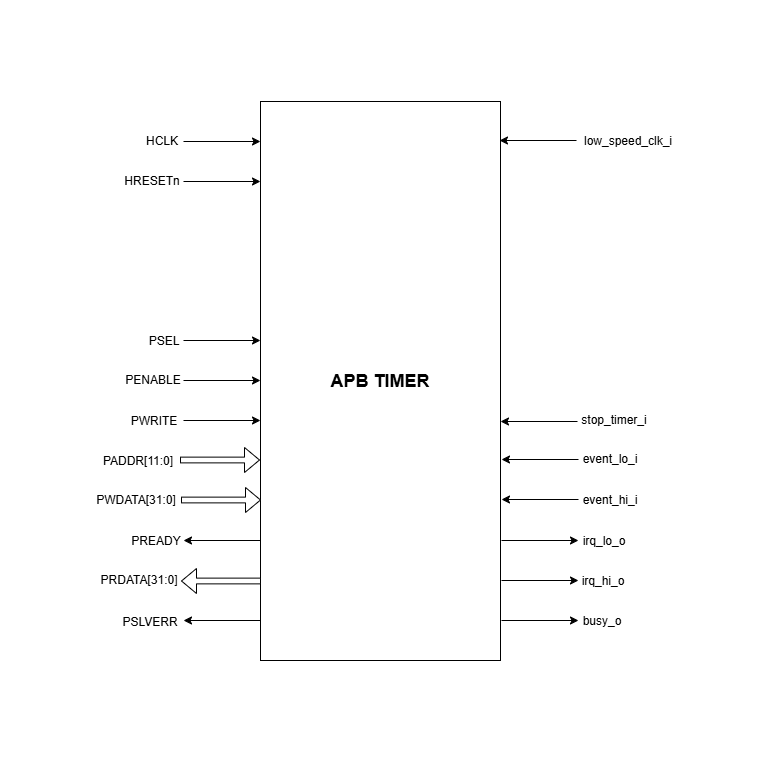 HCLK
HRESETn
PSEL
PENABLE
PWRITE
PADDR[11:0]
PWDATA[31:0]
PREADY
PRDATA[31:0]
PSLVERR
APB TIMER
low_speed_clk_i
stop_timer_i
event_lo_i
event_hi_i
irq_lo_o
irq_hi_o
busy_o